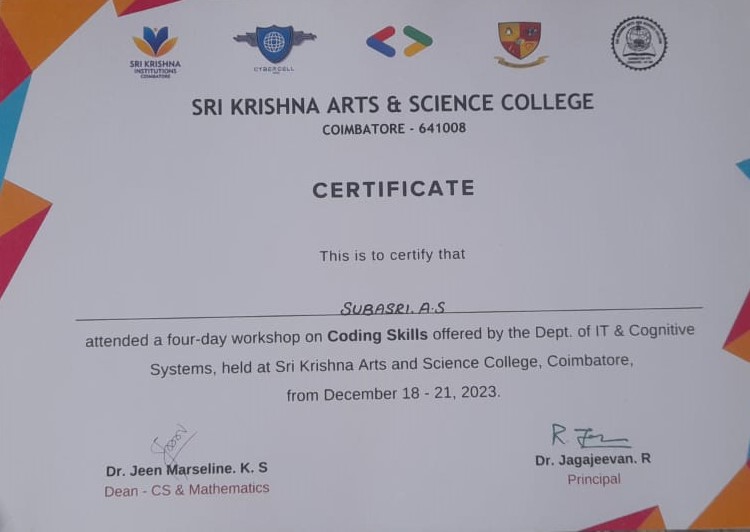 SRI KRISHNA
INSTITUTIONS
COIMBATORE
CYBERCELL
SRI KRISHNA ARTS & SCIENCE COLLEGE
COIMBATORE - 641008
CERTIFICATE
This is to certify that
SUBASRI. A.S
attended a four-day workshop on Coding Skills offered by the Dept. of IT & Cognitive
Systems, held at Sri Krishna Arts and Science College, Coimbatore,
from December 18 - 21, 2023.
Dr. Jeen Marseline. K. S
Dean - CS & Mathematics
Dr. Jagajeevan. R
Principal